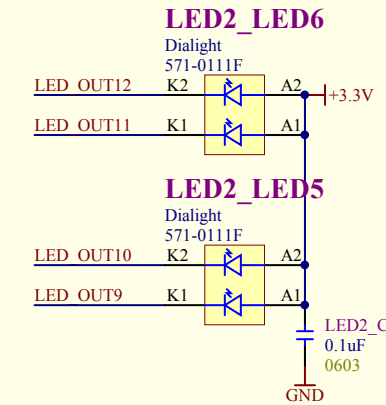 LED2_LED6
Dialight
571-0111F
LED_OUT12 K2 A2 +3.3V
LED_OUT11 K1 A1
LED2_LED5
Dialight
571-0111F
LED_OUT10 K2 A2
LED_OUT9 K1 A1
LED2_C
0.1uF
0603
GND